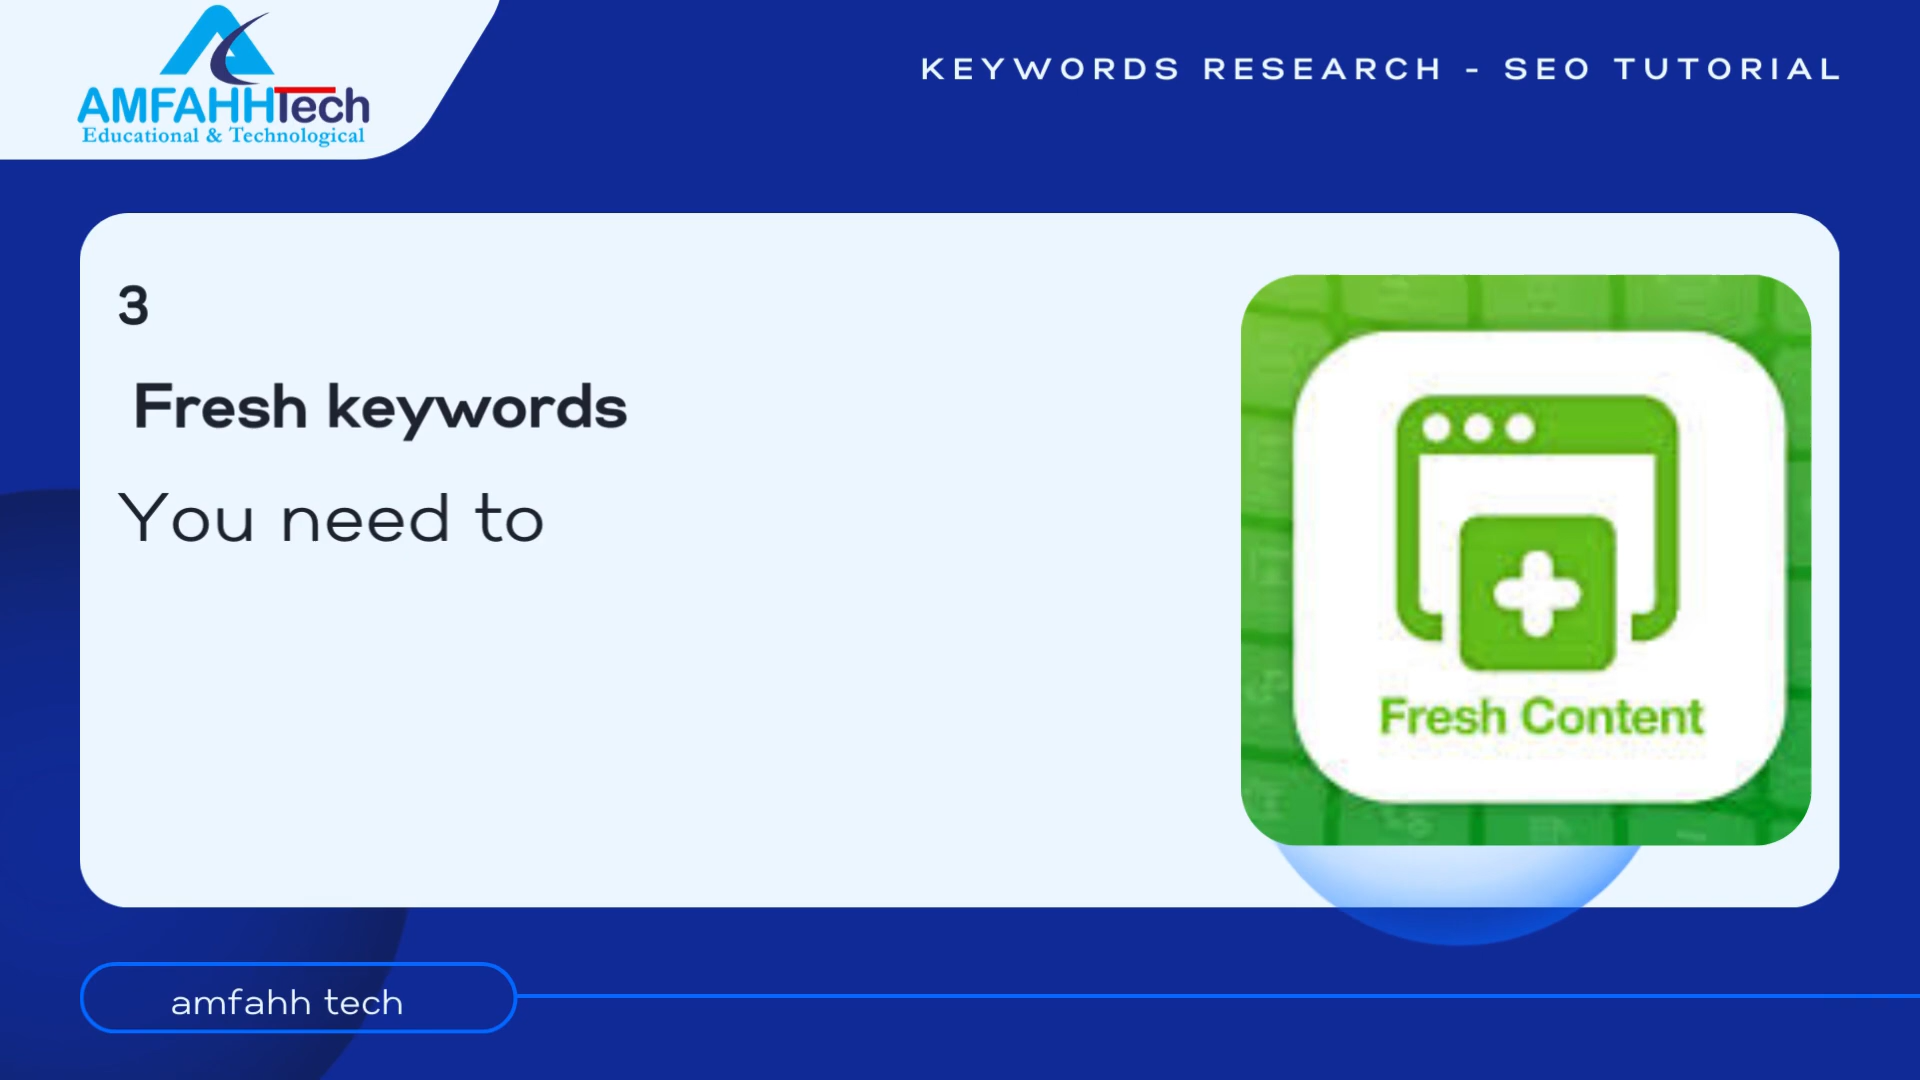 AMFAHHTech
Educational & Technological
KEYWORDS RESEARCH - SEO TUTORIAL
3
Fresh keywords
You need to
Fresh Content
amfahh tech